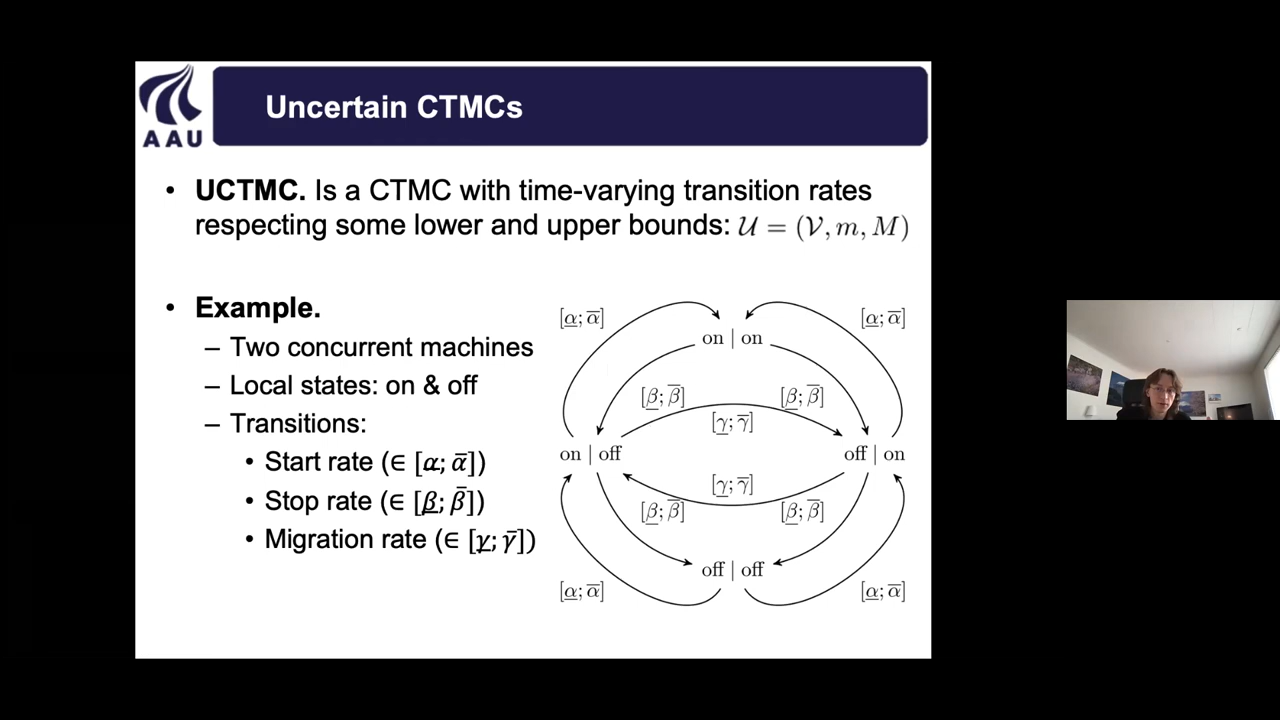 AAU
Uncertain CTMCs
• UCTMC. Is a CTMC with time-varying transition rates
respecting some lower and upper bounds: 𝒰 = (𝒱, m, M)
• Example.
– Two concurrent machines
– Local states: on & off
– Transitions:
• Start rate (∈ [α̲; α̅])
• Stop rate (∈ [β̲; β̅])
• Migration rate (∈ [γ̲; γ̅])
[α̲; α̅] [α̲; α̅]
on | on
[β̲; β̅] [β̲; β̅]
[γ̲; γ̅]
on | off off | on
[γ̲; γ̅]
[β̲; β̅] [β̲; β̅]
off | off
[α̲; α̅] [α̲; α̅]